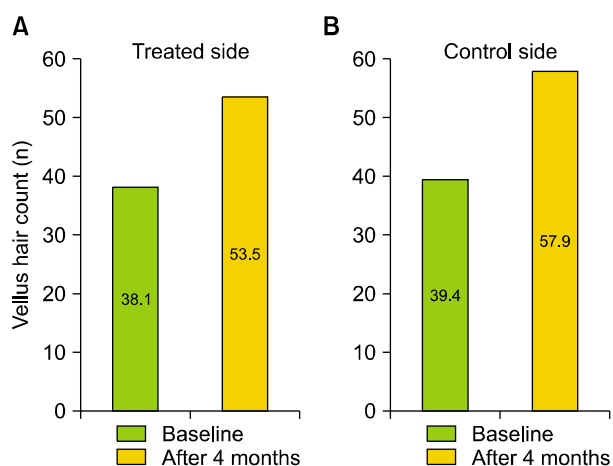 A
Treated side
Vellus hair count (n)
60
50
40
30
20
10
0
38.1
53.5
Baseline
After 4 months
B
Control side
60
50
40
30
20
10
0
39.4
57.9
Baseline
After 4 months